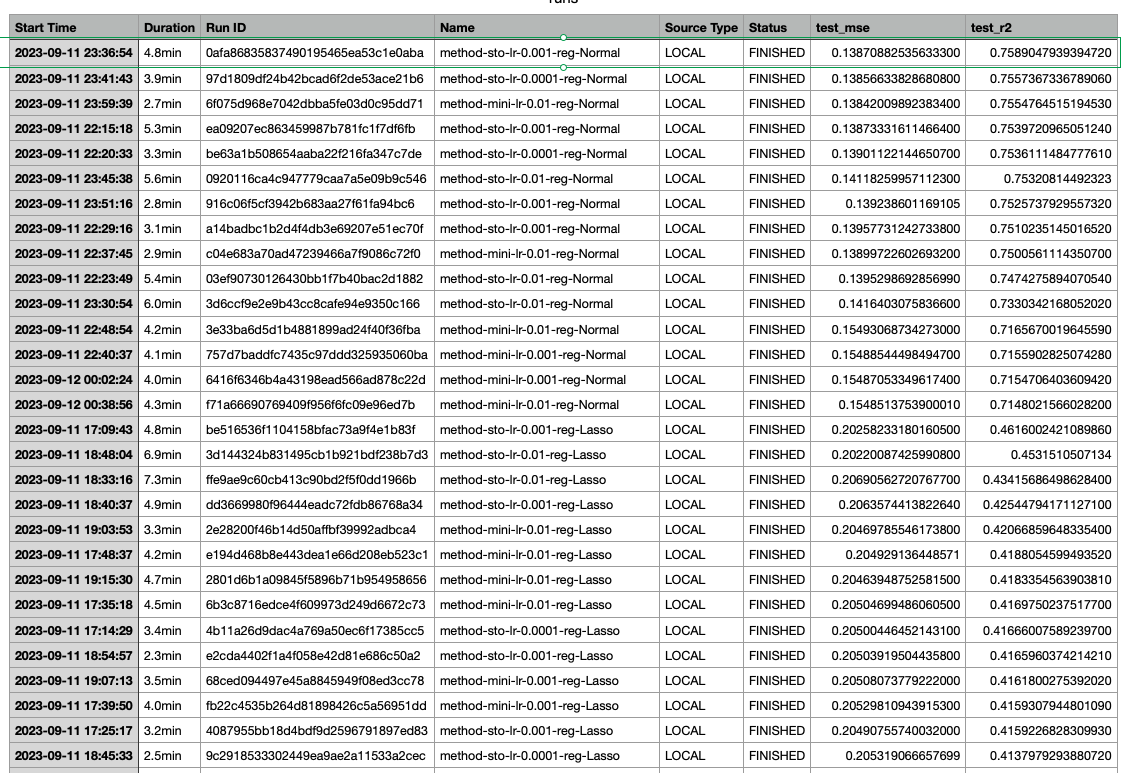 runs
Start Time Duration Run ID Name Source Type Status test_mse test_r2
2023-09-11 23:36:54 4.8min 0afa86835837490195465ea53c1e0aba method-sto-lr-0.001-reg-Normal LOCAL FINISHED 0.13870882535633300 0.7589047939394720
2023-09-11 23:41:43 3.9min 97d1809df24b42bcad6f2de53ace21b6 method-sto-lr-0.0001-reg-Normal LOCAL FINISHED 0.13856633828680800 0.7557367336789060
2023-09-11 23:59:39 2.7min 6f075d968e7042dbba5fe03d0c95dd71 method-mini-lr-0.01-reg-Normal LOCAL FINISHED 0.13842009892383400 0.7554764515194530
2023-09-11 22:15:18 5.3min ea09207ec863459987b781fc1f7df6fb method-sto-lr-0.001-reg-Normal LOCAL FINISHED 0.13873331611466400 0.7539720965051240
2023-09-11 22:20:33 3.3min be63a1b508654aaba22f216fa347c7de method-sto-lr-0.0001-reg-Normal LOCAL FINISHED 0.13901122144650700 0.7536111484777610
2023-09-11 23:45:38 5.6min 0920116ca4c947779caa7a5e09b9c546 method-sto-lr-0.01-reg-Normal LOCAL FINISHED 0.14118259957112300 0.75320814492323
2023-09-11 23:51:16 2.8min 916c06f5cf3942b683aa27f61fa94bc6 method-sto-lr-0.001-reg-Normal LOCAL FINISHED 0.139238601169105 0.7525737929557320
2023-09-11 22:29:16 3.1min a14badbc1b2d4f4db3e69207e51ec70f method-sto-lr-0.001-reg-Normal LOCAL FINISHED 0.13957731242733800 0.7510235145016520
2023-09-11 22:37:45 2.9min c04e683a70ad47239466a7f9086c72f0 method-mini-lr-0.01-reg-Normal LOCAL FINISHED 0.13899722602693200 0.7500561114350700
2023-09-11 22:23:49 5.4min 03ef90730126430bb1f7b40bac2d1882 method-sto-lr-0.01-reg-Normal LOCAL FINISHED 0.1395298692856990 0.7474275894070540
2023-09-11 23:30:54 6.0min 3d6ccf9e2e9b43cc8cafe94e9350c166 method-sto-lr-0.01-reg-Normal LOCAL FINISHED 0.1416403075836600 0.7330342168052020
2023-09-11 22:48:54 4.2min 3e33ba6d5d1b4881899ad24f40f36fba method-mini-lr-0.01-reg-Normal LOCAL FINISHED 0.15493068734273000 0.7165670019645590
2023-09-11 22:40:37 4.1min 757d7baddfc7435c97ddd325935060ba method-mini-lr-0.001-reg-Normal LOCAL FINISHED 0.15488544498494700 0.7155902825074280
2023-09-12 00:02:24 4.0min 6416f6346b4a43198ead566ad878c22d method-mini-lr-0.001-reg-Normal LOCAL FINISHED 0.15487053349617400 0.7154706403609420
2023-09-12 00:38:56 4.3min f71a66690769409f956f6fc09e96ed7b method-mini-lr-0.01-reg-Normal LOCAL FINISHED 0.1548513753900010 0.7148021566028200
2023-09-11 17:09:43 4.8min be516536f1104158bfac73a9f4e1b83f method-sto-lr-0.001-reg-Lasso LOCAL FINISHED 0.20258233180160500 0.4616002421089860
2023-09-11 18:48:04 6.9min 3d144324b831495cb1b921bdf238b7d3 method-sto-lr-0.01-reg-Lasso LOCAL FINISHED 0.20220087425990800 0.4531510507134
2023-09-11 18:33:16 7.3min ffe9ae9c60cb413c90bd2f5f0dd1966b method-sto-lr-0.01-reg-Lasso LOCAL FINISHED 0.20690562720767700 0.43415686498628400
2023-09-11 18:40:37 4.9min dd3669980f96444eadc72fdb86768a34 method-sto-lr-0.001-reg-Lasso LOCAL FINISHED 0.2063574413822640 0.42544794171127100
2023-09-11 19:03:53 3.3min 2e28200f46b14d50affbf39992adbca4 method-mini-lr-0.01-reg-Lasso LOCAL FINISHED 0.20469785546173800 0.42066859648335400
2023-09-11 17:48:37 4.2min e194d468b8e443dea1e66d208eb523c1 method-mini-lr-0.01-reg-Lasso LOCAL FINISHED 0.204929136448571 0.4188054599493520
2023-09-11 19:15:30 4.7min 2801d6b1a09845f5896b71b954958656 method-mini-lr-0.01-reg-Lasso LOCAL FINISHED 0.20463948752581500 0.4183354563903810
2023-09-11 17:35:18 4.5min 6b3c8716edce4f609973d249d6672c73 method-mini-lr-0.01-reg-Lasso LOCAL FINISHED 0.20504699486060500 0.4169750237517700
2023-09-11 17:14:29 3.4min 4b11a26d9dac4a769a50ec6f17385cc5 method-sto-lr-0.0001-reg-Lasso LOCAL FINISHED 0.20500446452143100 0.41666007589239700
2023-09-11 18:54:57 2.3min e2cda4402f1a4f058e42d81e686c50a2 method-sto-lr-0.001-reg-Lasso LOCAL FINISHED 0.20503919504435800 0.4165960374214210
2023-09-11 19:07:13 3.5min 68ced094497e45a8845949f08ed3cc78 method-mini-lr-0.001-reg-Lasso LOCAL FINISHED 0.20508073779222000 0.4161800275392020
2023-09-11 17:39:50 4.0min fb22c4535b264d81898426c5a56951dd method-mini-lr-0.001-reg-Lasso LOCAL FINISHED 0.20529810943915300 0.4159307944801090
2023-09-11 17:25:17 3.2min 4087955bb18d4bdf9d2596791897ed83 method-sto-lr-0.001-reg-Lasso LOCAL FINISHED 0.20490755740032000 0.4159226828309930
2023-09-11 18:45:33 2.5min 9c2918533302449ea9ae2a11533a2cec method-sto-lr-0.0001-reg-Lasso LOCAL FINISHED 0.205319066657699 0.4137979293880720